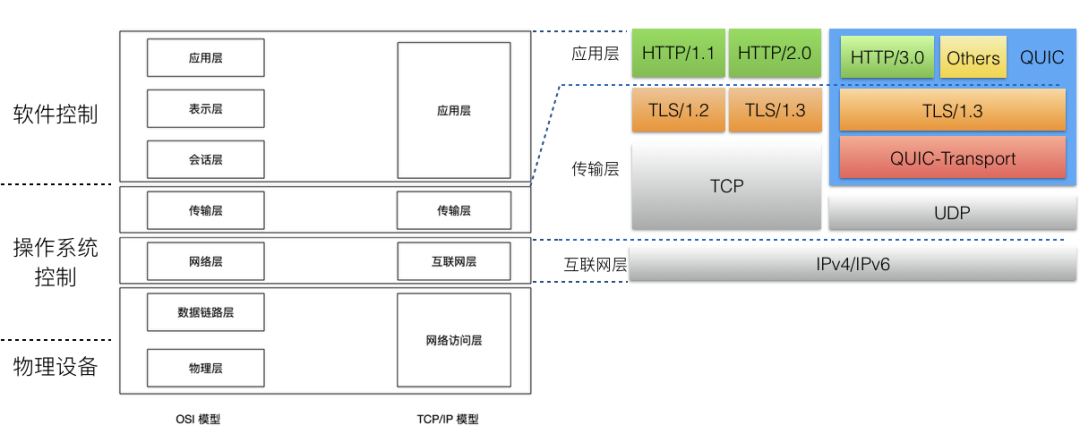 软件控制
操作系统
控制
物理设备
应用层
表示层
会话层
传输层
网络层
数据链路层
物理层
OSI 模型
应用层
传输层
互联网层
网络访问层
TCP/IP 模型
应用层
HTTP/1.1
HTTP/2.0
HTTP/3.0
Others
QUIC
传输层
TLS/1.2
TLS/1.3
TLS/1.3
TCP
QUIC-Transport
UDP
互联网层
IPv4/IPv6